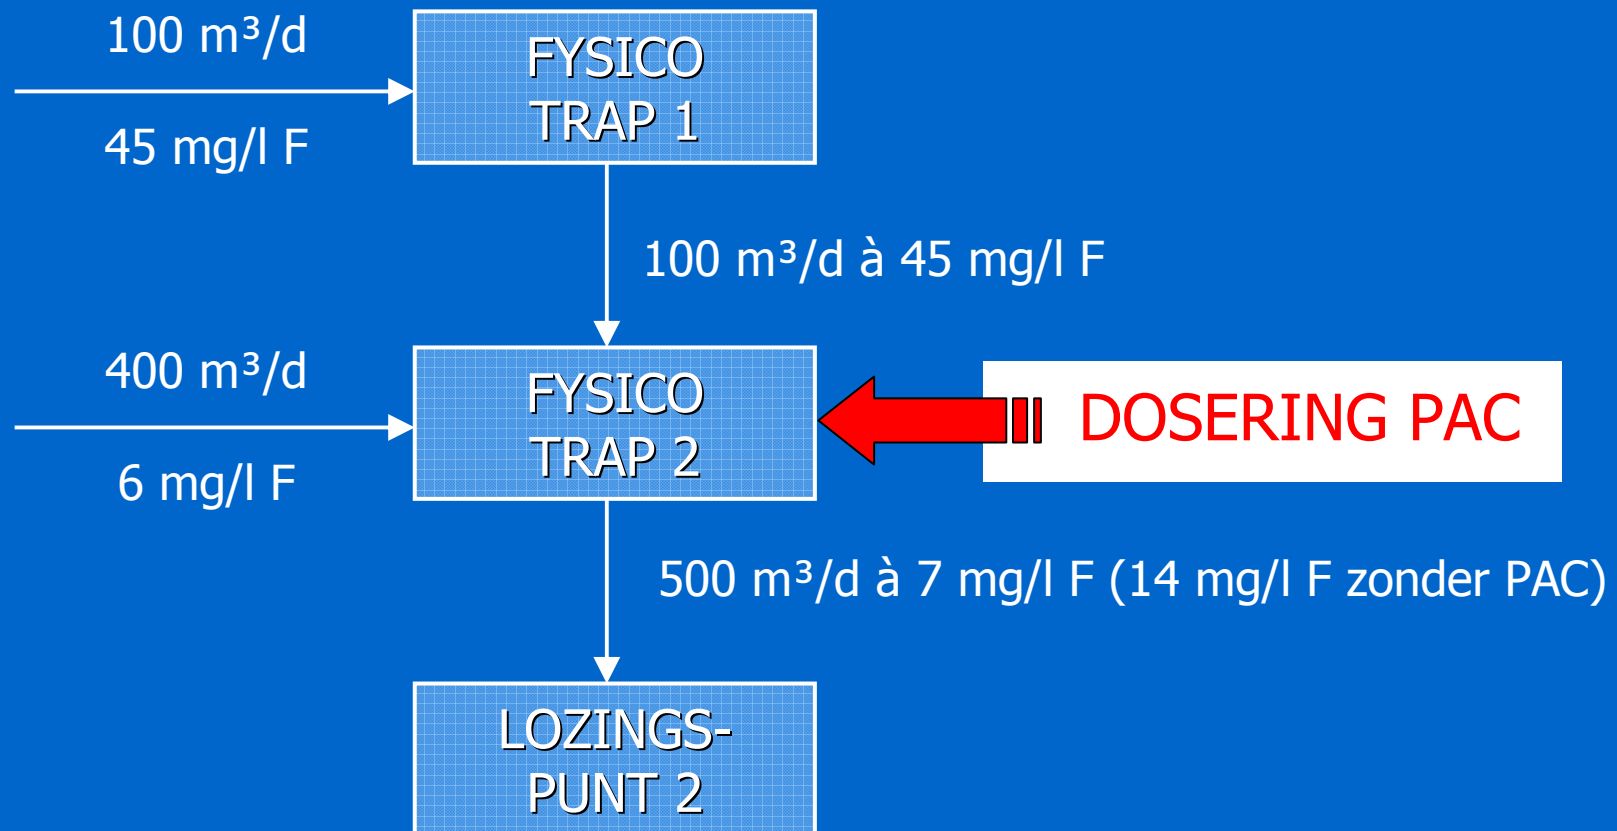 100 m³/d
45 mg/l F
FYSICO
TRAP 1
100 m³/d à 45 mg/l F
400 m³/d
6 mg/l F
FYSICO
TRAP 2
DOSERING PAC
500 m³/d à 7 mg/l F (14 mg/l F zonder PAC)
LOZINGS-
PUNT 2